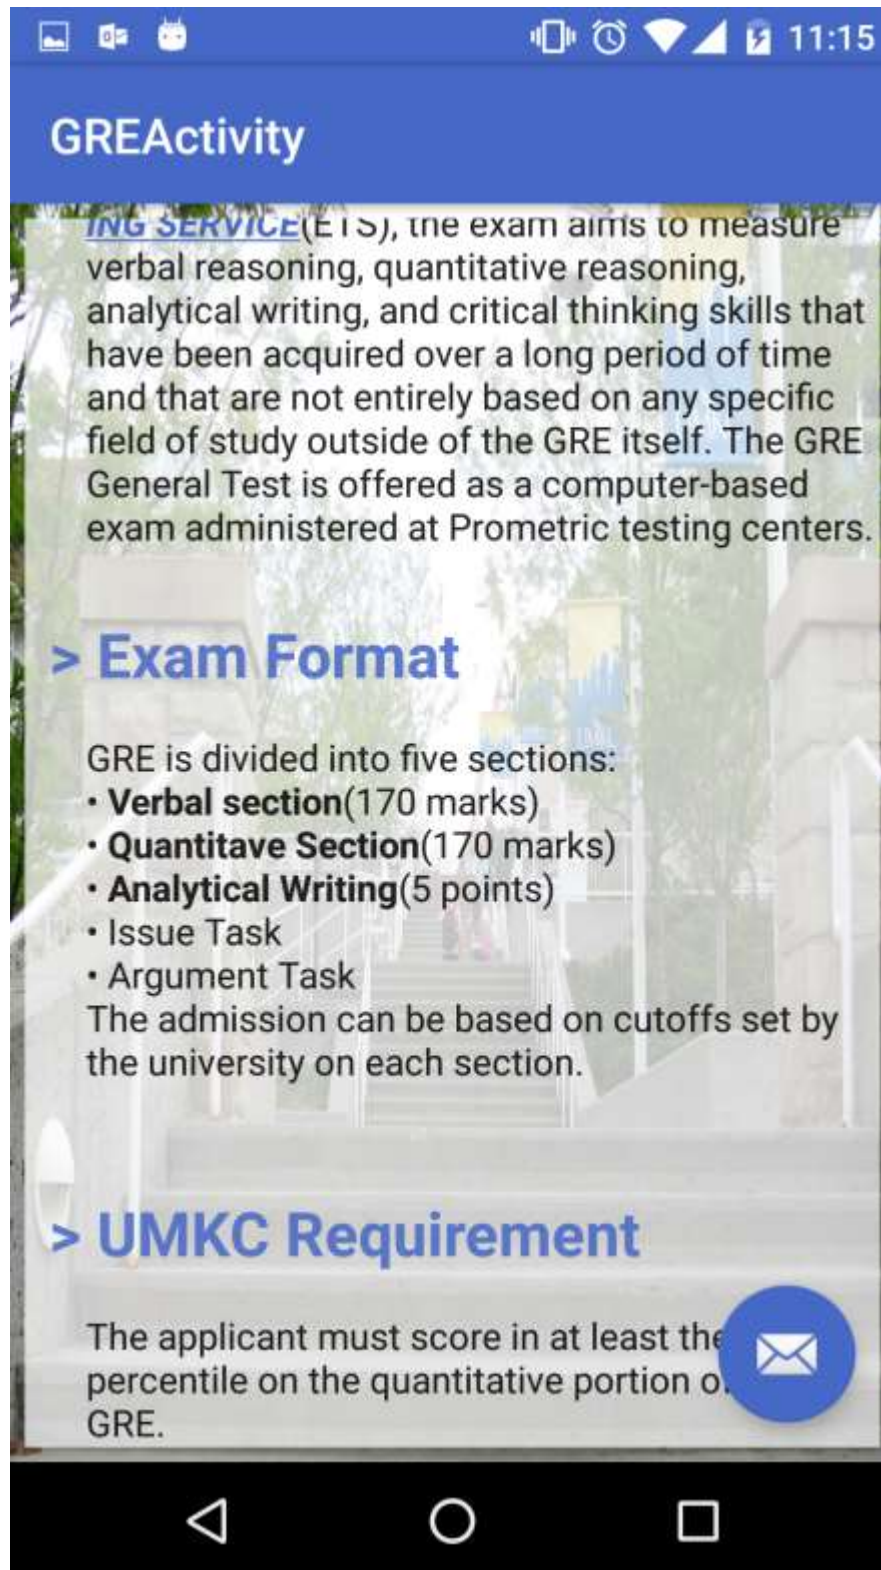 11:15
GREActivity
ING SERVICE(ETS), the exam aims to measure
verbal reasoning, quantitative reasoning,
analytical writing, and critical thinking skills that
have been acquired over a long period of time
and that are not entirely based on any specific
field of study outside of the GRE itself. The GRE
General Test is offered as a computer-based
exam administered at Prometric testing centers.
> Exam Format
GRE is divided into five sections:
• Verbal section(170 marks)
• Quantitave Section(170 marks)
• Analytical Writing(5 points)
• Issue Task
• Argument Task
The admission can be based on cutoffs set by
the university on each section.
> UMKC Requirement
The applicant must score in at least the
percentile on the quantitative portion
GRE.